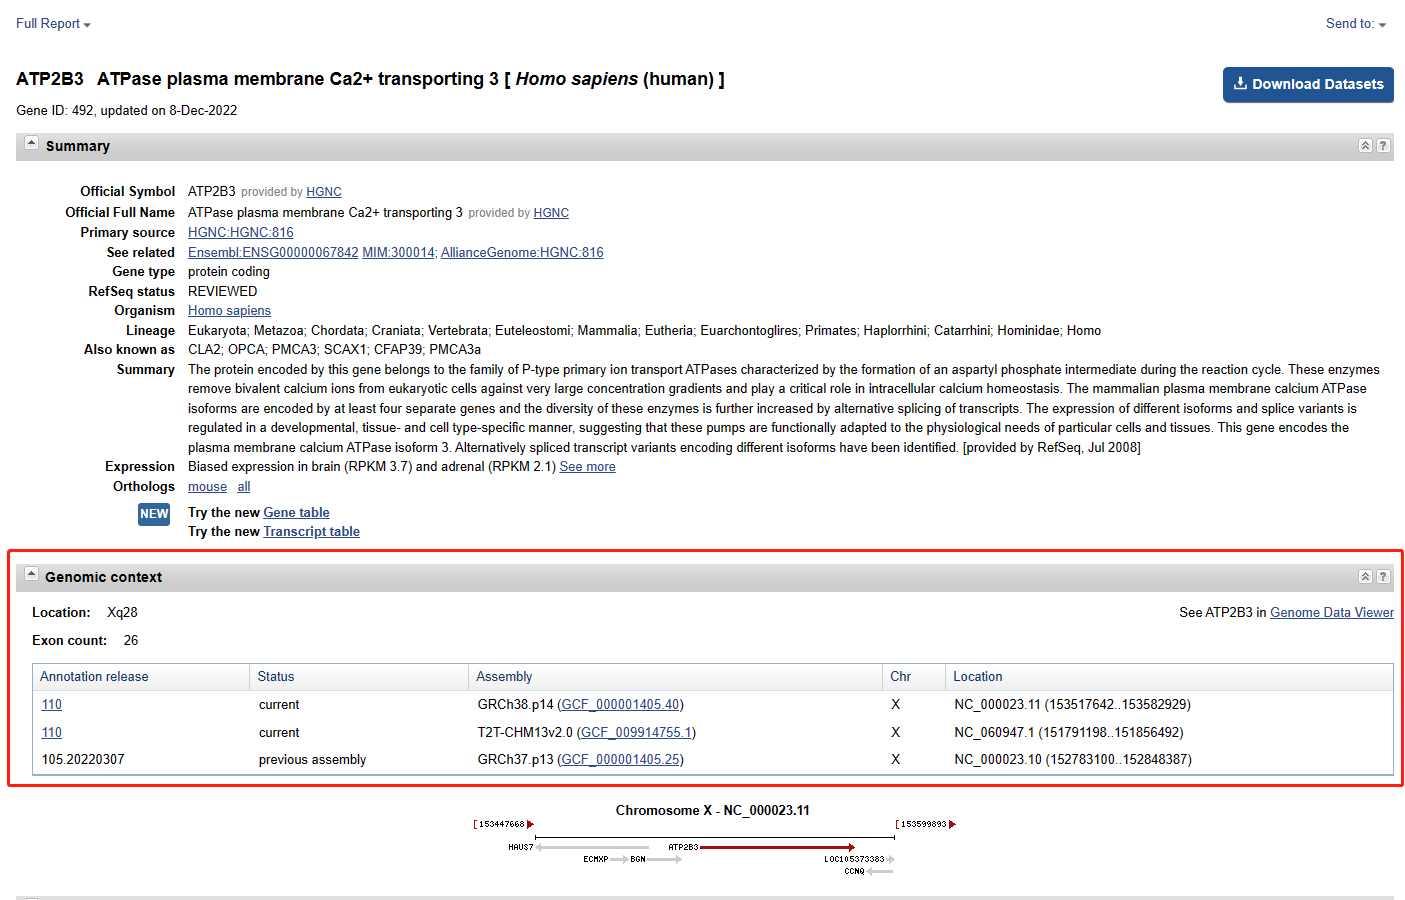 Full Report
Send to:
ATP2B3 ATPase plasma membrane Ca2+ transporting 3 [ Homo sapiens (human) ]
Download Datasets
Gene ID: 492, updated on 8-Dec-2022
Summary
?
Official Symbol ATP2B3 provided by HGNC
Official Full Name ATPase plasma membrane Ca2+ transporting 3 provided by HGNC
Primary source HGNC:HGNC:816
See related Ensembl:ENSG00000067842 MIM:300014; AllianceGenome:HGNC:816
Gene type protein coding
RefSeq status REVIEWED
Organism Homo sapiens
Lineage Eukaryota; Metazoa; Chordata; Craniata; Vertebrata; Euteleostomi; Mammalia; Eutheria; Euarchontoglires; Primates; Haplorrhini; Catarrhini; Hominidae; Homo
Also known as CLA2; OPCA; PMCA3; SCAX1; CFAP39; PMCA3a
Summary The protein encoded by this gene belongs to the family of P-type primary ion transport ATPases characterized by the formation of an aspartyl phosphate intermediate during the reaction cycle. These enzymes
remove bivalent calcium ions from eukaryotic cells against very large concentration gradients and play a critical role in intracellular calcium homeostasis. The mammalian plasma membrane calcium ATPase
isoforms are encoded by at least four separate genes and the diversity of these enzymes is further increased by alternative splicing of transcripts. The expression of different isoforms and splice variants is
regulated in a developmental, tissue- and cell type-specific manner, suggesting that these pumps are functionally adapted to the physiological needs of particular cells and tissues. This gene encodes the
plasma membrane calcium ATPase isoform 3. Alternatively spliced transcript variants encoding different isoforms have been identified. [provided by RefSeq, Jul 2008]
Expression Biased expression in brain (RPKM 3.7) and adrenal (RPKM 2.1) See more
Orthologs mouse all
NEW Try the new Gene table
Try the new Transcript table
Genomic context
?
Location: Xq28
See ATP2B3 in Genome Data Viewer
Exon count: 26
Annotation release Status Assembly Chr Location
110 current GRCh38.p14 (GCF_000001405.40) X NC_000023.11 (153517642..153582929)
110 current T2T-CHM13v2.0 (GCF_009914755.1) X NC_060947.1 (151791198..151856492)
105.20220307 previous assembly GRCh37.p13 (GCF_000001405.25) X NC_000023.10 (152783100..152848387)
Chromosome X - NC_000023.11
[ 153447668
[ 153599893
HAUS7 ATP2B3
ECMXP BGN LOC105373383
CCNQ